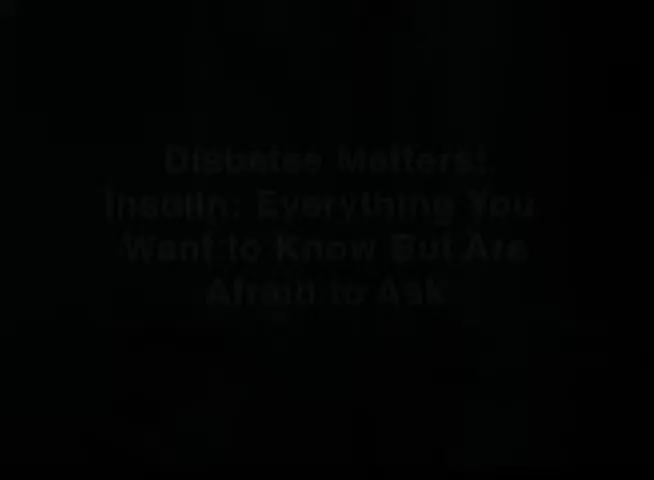 Diabetes Matters!
Insulin: Everything You
Want to Know But Are
Afraid to Ask